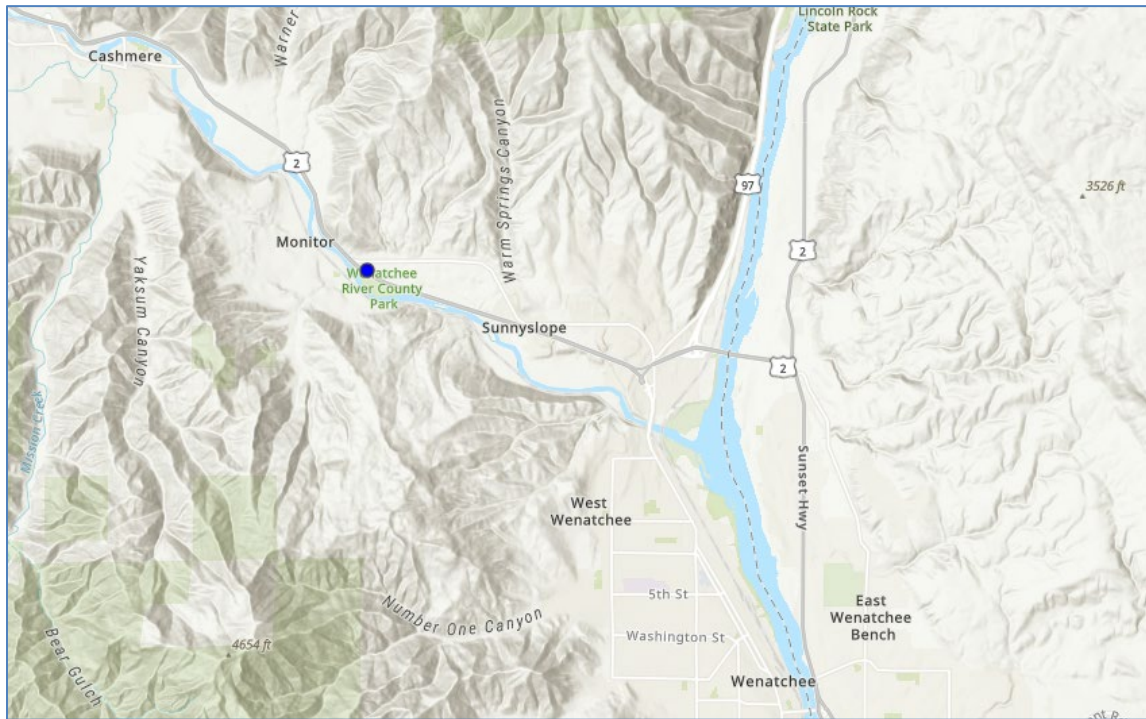 Lincoln Rock
State Park
Cashmere
Warner
Warm Springs Canyon
2
97
3526 ft
Monitor
2
Yaksum Canyon
Wenatchee
River County
Park
Sunnyslope
2
Mission Creek
Sunset Hwy
West
Wenatchee
5th St
Number One Canyon
East
Wenatchee
Bench
Washington St
4654 ft
Bear Gulch
Wenatchee